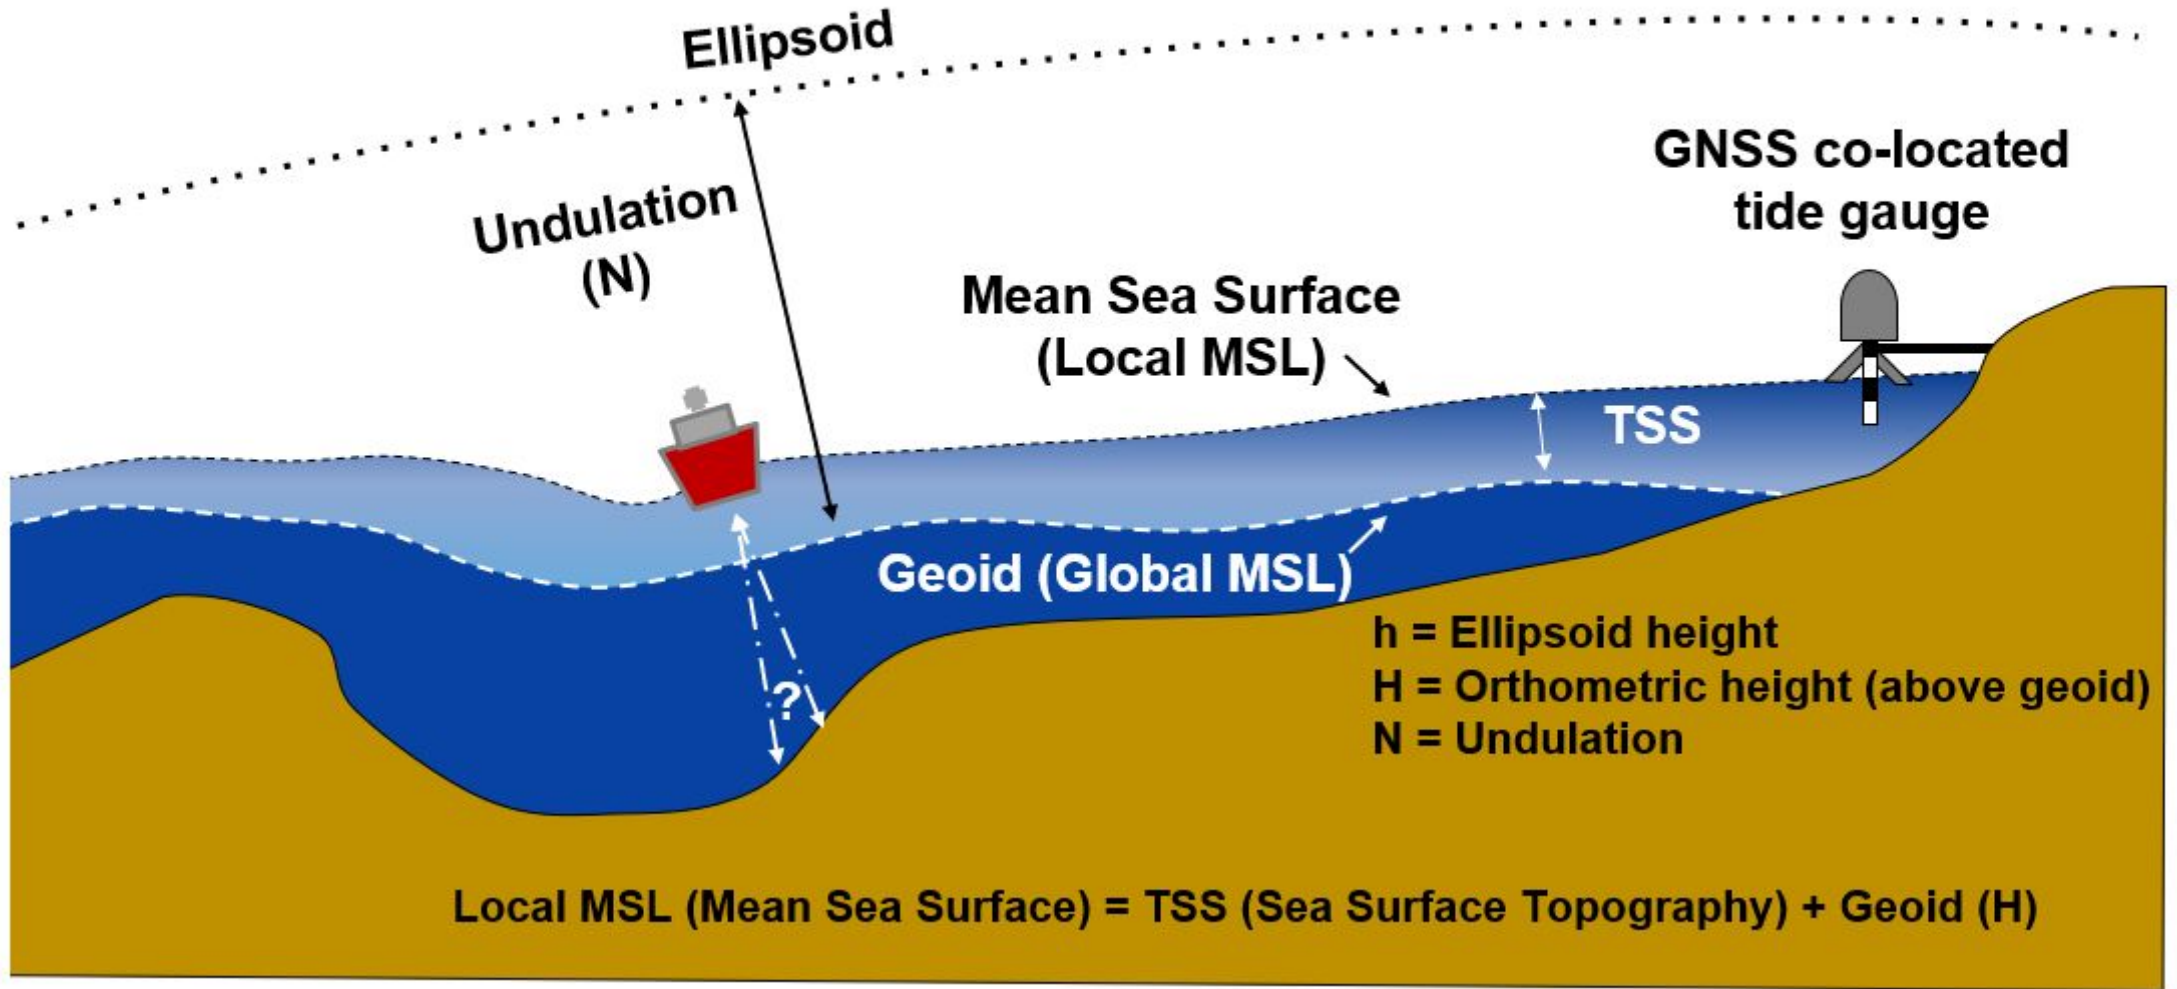 Ellipsoid
Undulation
(N)
GNSS co-located
tide gauge
Mean Sea Surface
(Local MSL)
TSS
Geoid (Global MSL)
?
h = Ellipsoid height
H = Orthometric height (above geoid)
N = Undulation
Local MSL (Mean Sea Surface) = TSS (Sea Surface Topography) + Geoid (H)